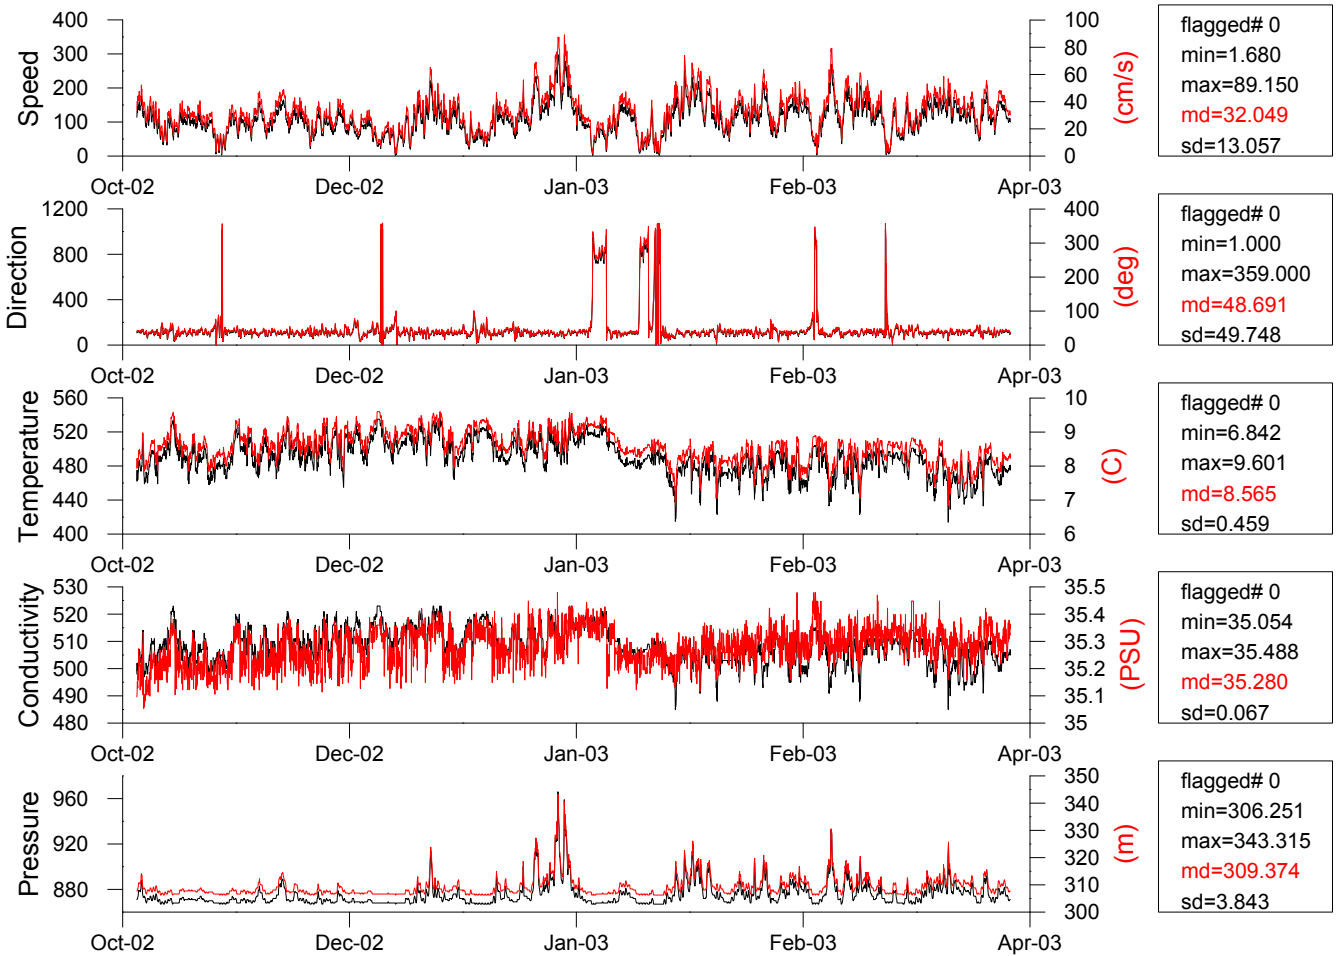 400
300
200
100
0
Speed
100
80
60
40
20
0
(cm/s)
Oct-02 Dec-02 Jan-03 Feb-03 Apr-03
flagged# 0
min=1.680
max=89.150
md=32.049
sd=13.057
1200
800
400
0
Direction
400
300
200
100
0
(deg)
Oct-02 Dec-02 Jan-03 Feb-03 Apr-03
flagged# 0
min=1.000
max=359.000
md=48.691
sd=49.748
560
520
480
440
400
Temperature
10
9
8
7
6
(C)
Oct-02 Dec-02 Jan-03 Feb-03 Apr-03
flagged# 0
min=6.842
max=9.601
md=8.565
sd=0.459
530
520
510
500
490
480
Conductivity
35.5
35.4
35.3
35.2
35.1
35
(PSU)
Oct-02 Dec-02 Jan-03 Feb-03 Apr-03
flagged# 0
min=35.054
max=35.488
md=35.280
sd=0.067
960
920
880
Pressure
350
340
330
320
310
300
(m)
Oct-02 Dec-02 Jan-03 Feb-03 Apr-03
flagged# 0
min=306.251
max=343.315
md=309.374
sd=3.843